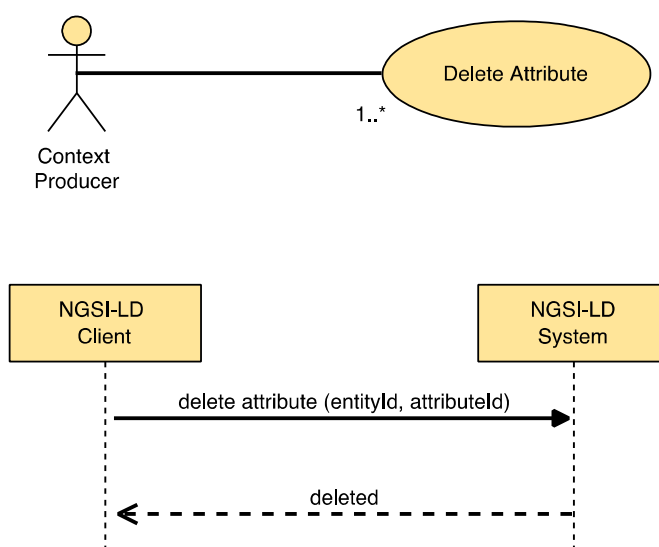 Delete Attribute
1..*
Context
Producer
NGSI-LD
Client
NGSI-LD
System
delete attribute (entityId, attributeId)
deleted